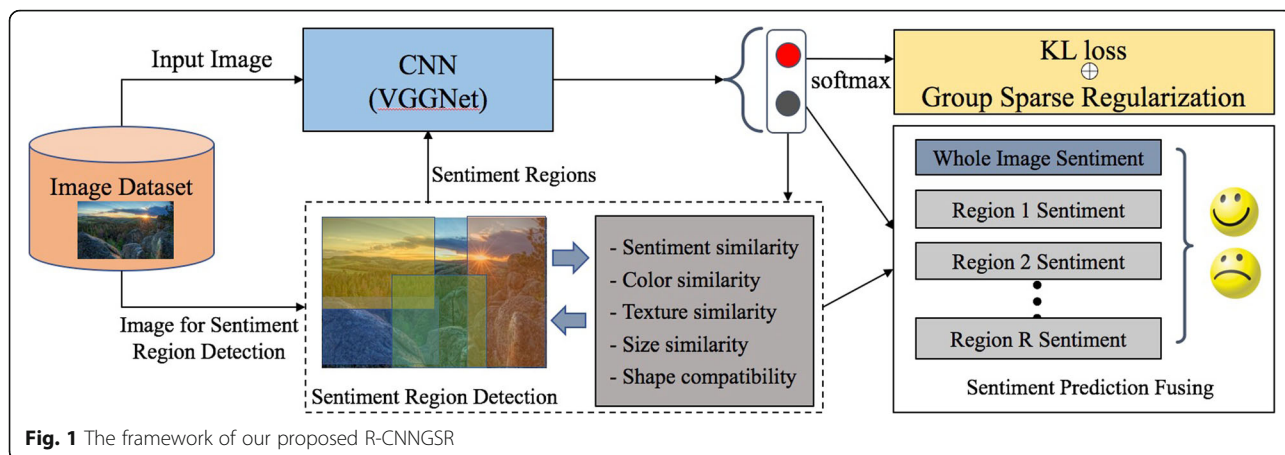 Input Image
CNN
(VGGNet)
softmax
KL loss
⊕
Group Sparse Regularization
Image Dataset
Sentiment Regions
Image for Sentiment
Region Detection
Sentiment Region Detection
- Sentiment similarity
- Color similarity
- Texture similarity
- Size similarity
- Shape compatibility
Whole Image Sentiment
Region 1 Sentiment
Region 2 Sentiment
Region R Sentiment
Sentiment Prediction Fusing
Fig. 1 The framework of our proposed R-CNNGSR